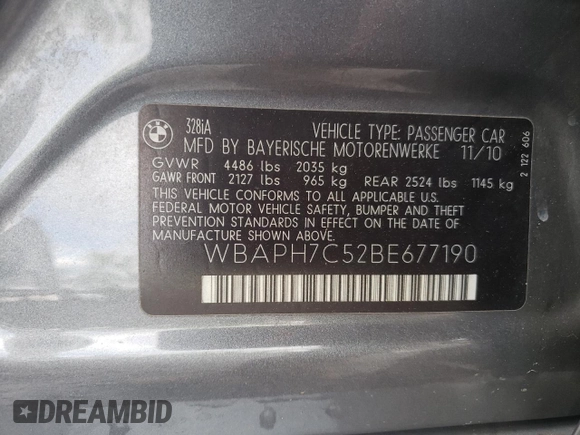 BMW
328iA
VEHICLE TYPE: PASSENGER CAR
MFD BY BAYERISCHE MOTORENWERKE 11/10
GVWR 4486 lbs 2035 kg
GAWR FRONT 2127 lbs 965 kg REAR 2524 lbs 1145 kg
THIS VEHICLE CONFORMS TO ALL APPLICABLE U.S.
FEDERAL MOTOR VEHICLE SAFETY, BUMPER AND THEFT
PREVENTION STANDARDS IN EFFECT ON THE DATE OF
MANUFACTURE SHOWN ABOVE.
WBAPH7C52BE677190
2 122 606
DREAMBID